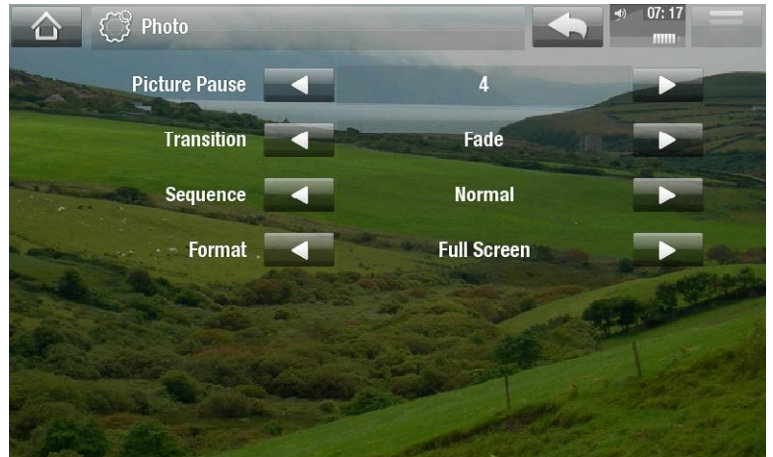 Photo
07:17
Picture Pause 4
Transition Fade
Sequence Normal
Format Full Screen